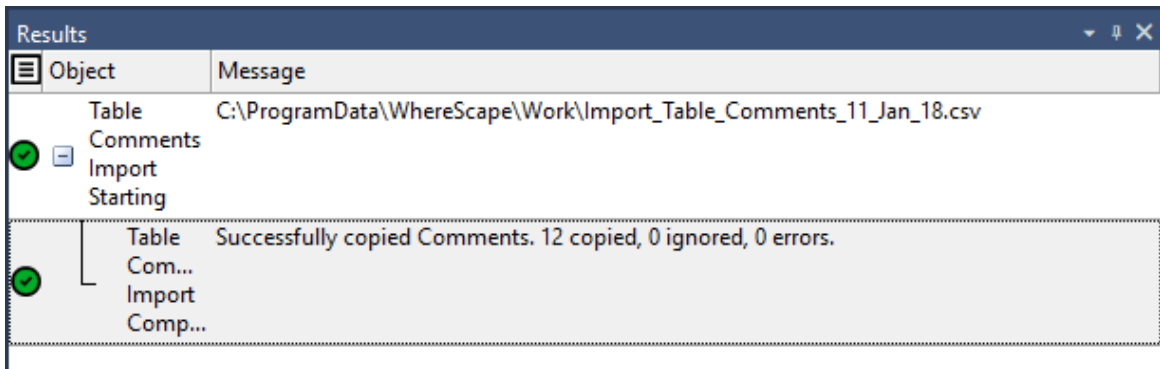 Results
Object Message
Table C:\ProgramData\WhereScape\Work\Import_Table_Comments_11_Jan_18.csv
Comments
Import
Starting
Table Successfully copied Comments. 12 copied, 0 ignored, 0 errors.
Com...
Import
Comp...